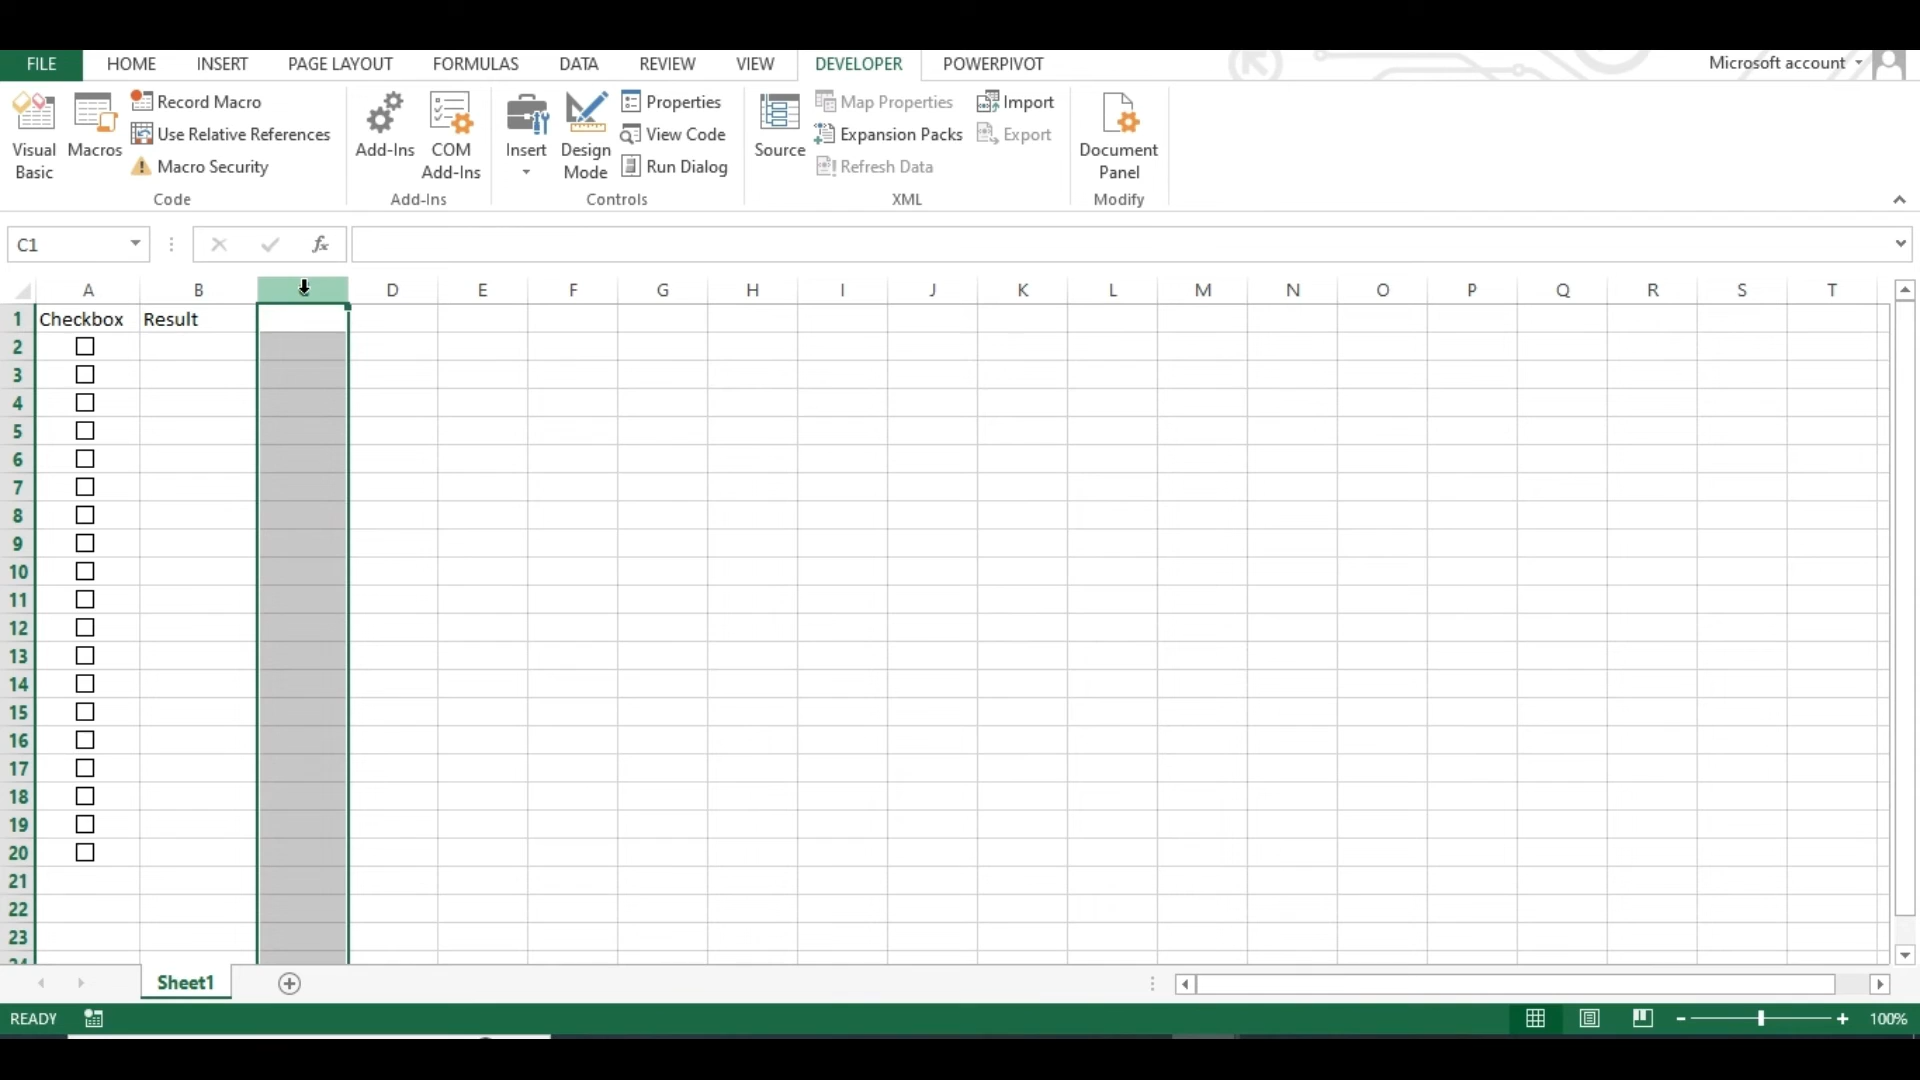 FILE HOME INSERT PAGE LAYOUT FORMULAS DATA REVIEW VIEW DEVELOPER POWERPIVOT Microsoft account
Visual Basic
Macros
Record Macro
Use Relative References
Macro Security
Code
Add-Ins
COM Add-Ins
Add-Ins
Insert
Design Mode
Properties
View Code
Run Dialog
Controls
Source
Map Properties
Expansion Packs
Refresh Data
Import
Export
XML
Document Panel
Modify
C1 fx
A B C D E F G H I J K L M N O P Q R S T
1 Checkbox Result
2
3
4
5
6
7
8
9
10
11
12
13
14
15
16
17
18
19
20
21
22
23
24
Sheet1
READY 100%